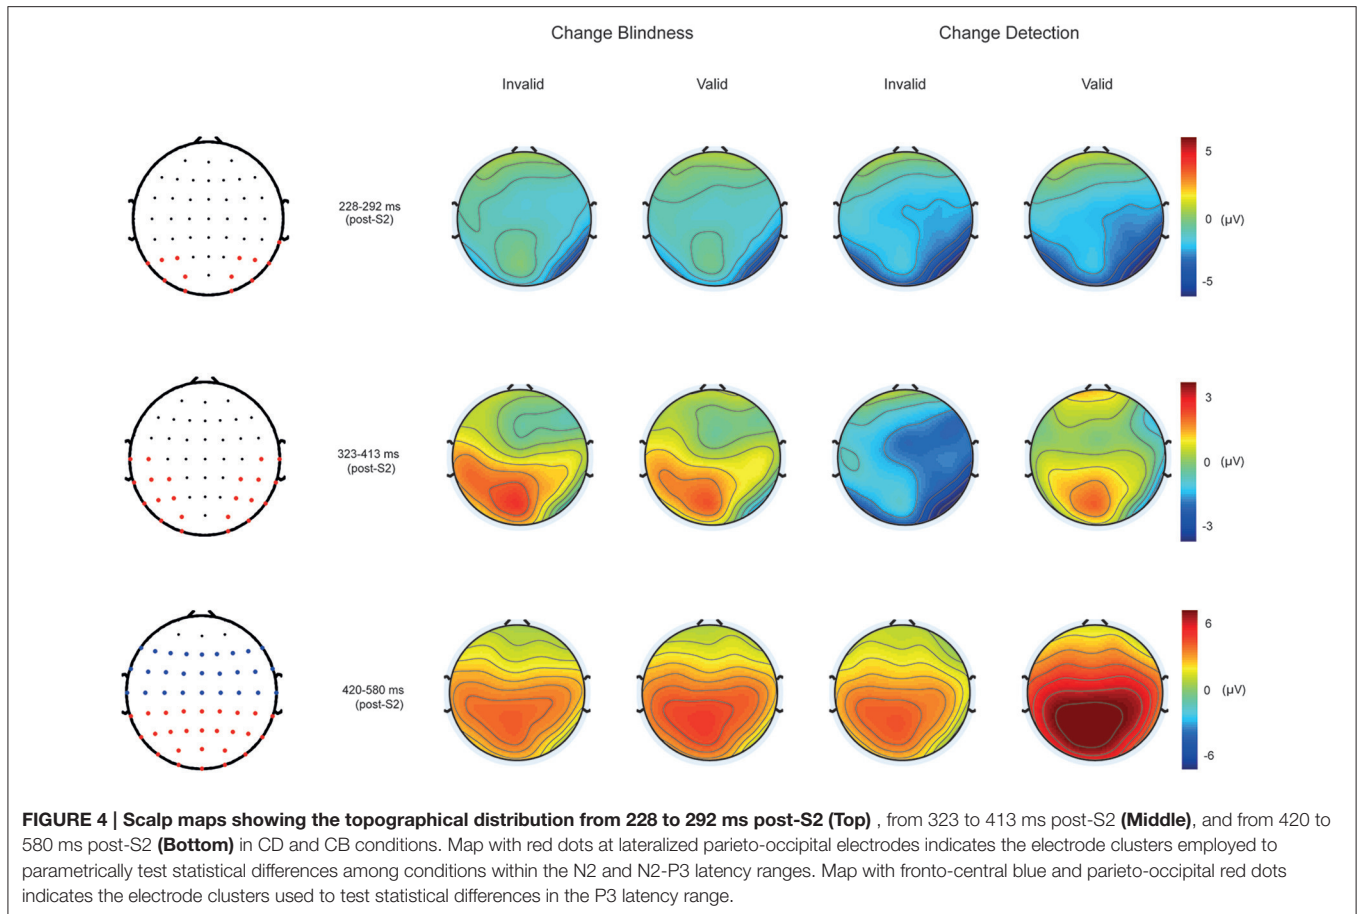 Change Blindness
Change Detection
Invalid
Valid
Invalid
Valid
228-292 ms
(post-S2)
5
0 (µV)
-5
323-413 ms
(post-S2)
3
0 (µV)
-3
420-580 ms
(post-S2)
6
0 (µV)
-6
FIGURE 4 | Scalp maps showing the topographical distribution from 228 to 292 ms post-S2 (Top) , from 323 to 413 ms post-S2 (Middle), and from 420 to
580 ms post-S2 (Bottom) in CD and CB conditions. Map with red dots at lateralized parieto-occipital electrodes indicates the electrode clusters employed to
parametrically test statistical differences among conditions within the N2 and N2-P3 latency ranges. Map with fronto-central blue and parieto-occipital red dots
indicates the electrode clusters used to test statistical differences in the P3 latency range.